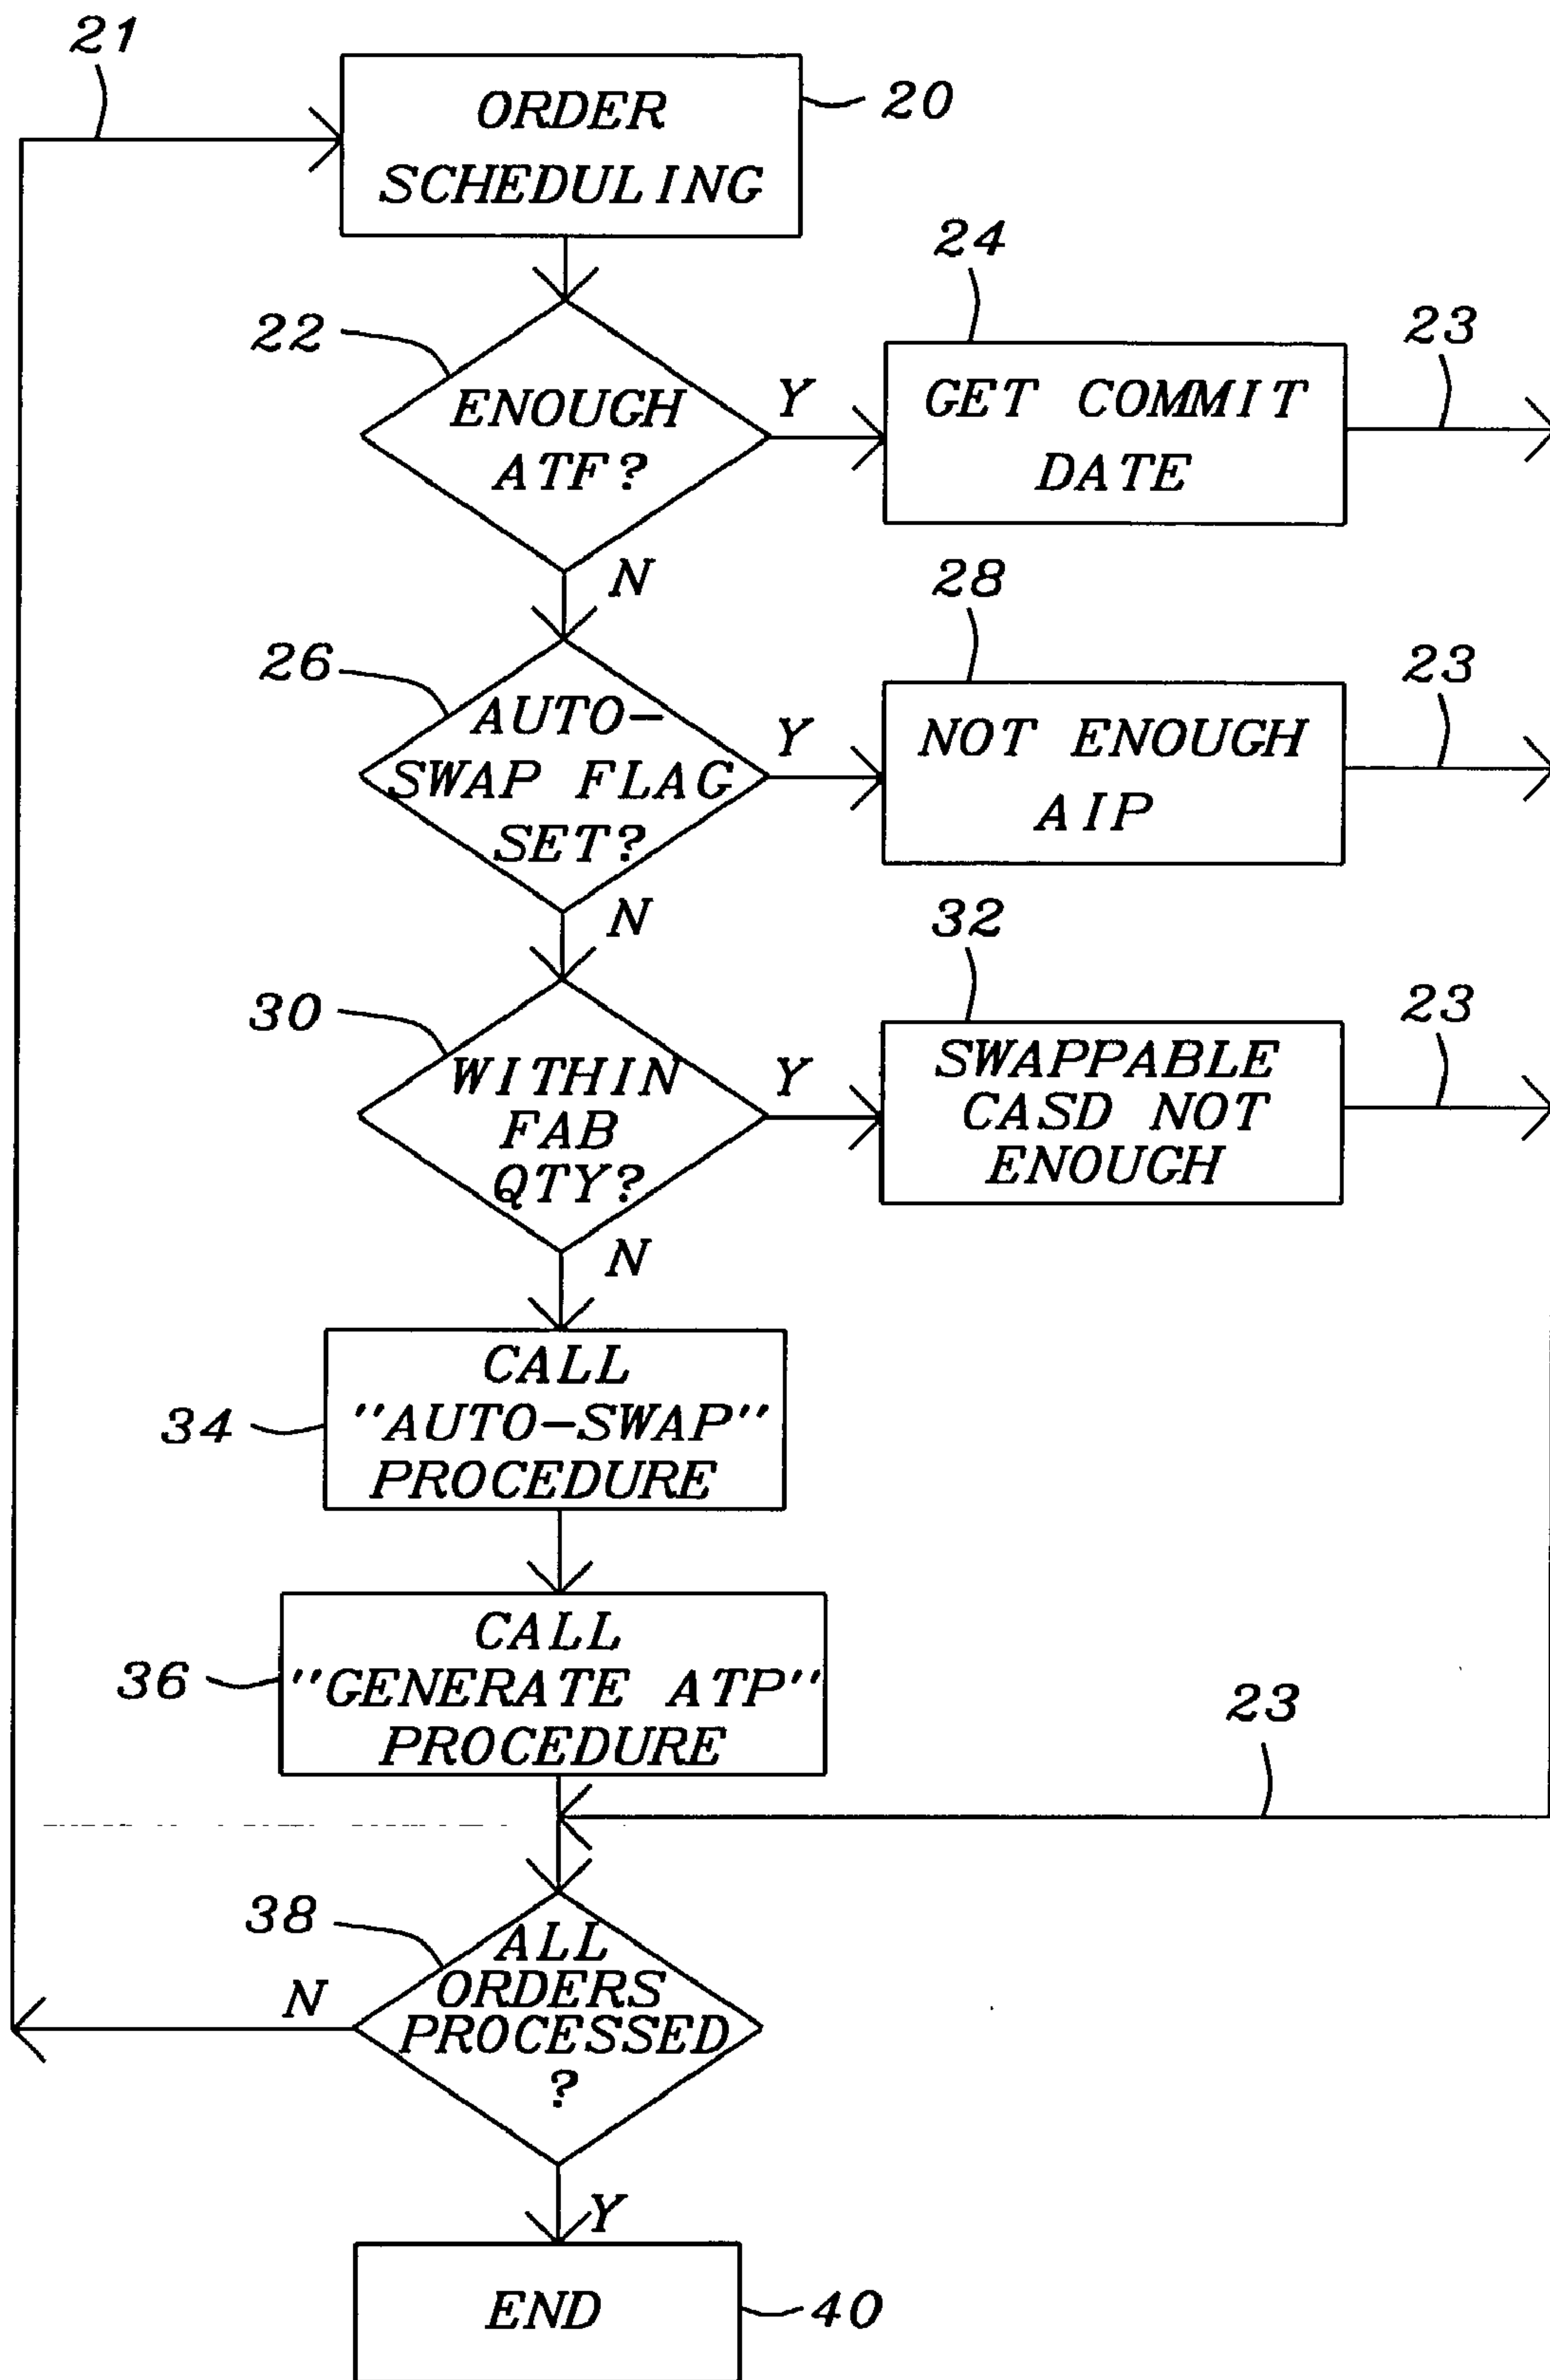 21
ORDER
SCHEDULING
20
22
ENOUGH
ATF?
Y
24
GET COMMIT
DATE
23
N
26
AUTO-
SWAP FLAG
SET?
Y
28
NOT ENOUGH
AIP
23
N
30
WITHIN
FAB
QTY?
Y
32
SWAPPABLE
CASD NOT
ENOUGH
23
N
34
CALL
"AUTO-SWAP"
PROCEDURE
36
CALL
"GENERATE ATP"
PROCEDURE
23
38
ALL
ORDERS
PROCESSED
?
N
Y
END
40